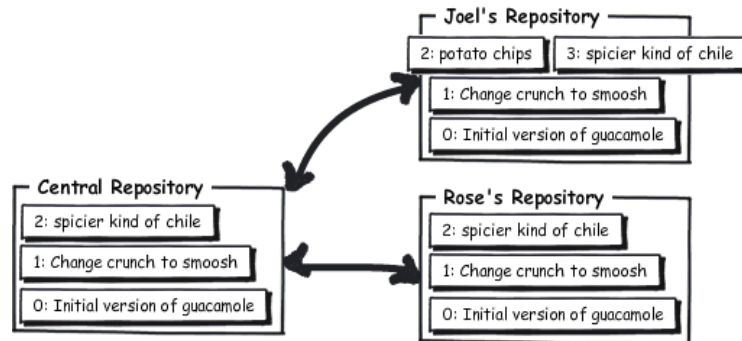 Joel's Repository
2: potato chips
3: spicier kind of chile
1: Change crunch to smoosh
0: Initial version of guacamole
Central Repository
2: spicier kind of chile
1: Change crunch to smoosh
0: Initial version of guacamole
Rose's Repository
2: spicier kind of chile
1: Change crunch to smoosh
0: Initial version of guacamole